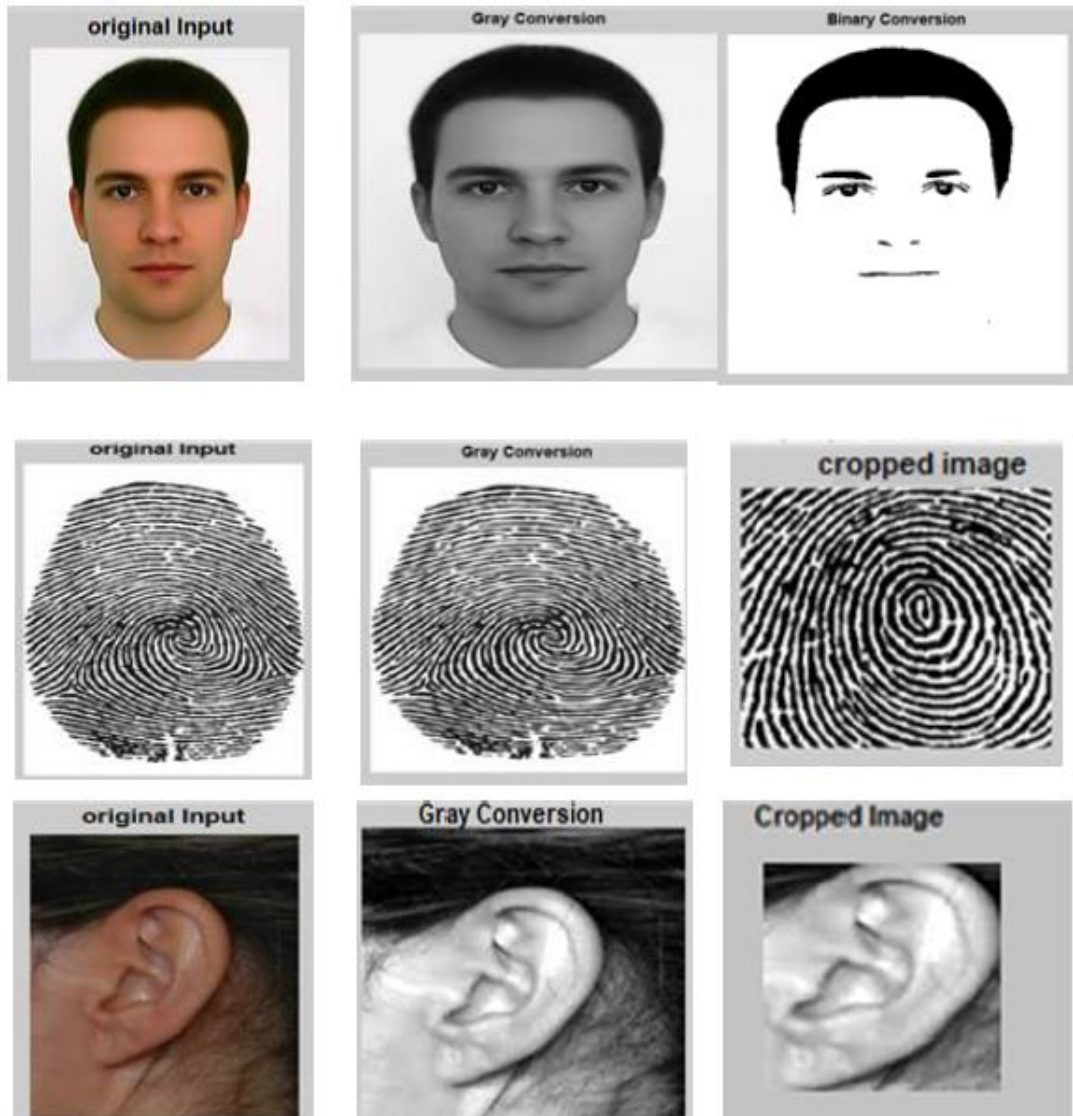 original Input
Gray Conversion
Binary Conversion
original Input
Gray Conversion
cropped image
original Input
Gray Conversion
Cropped Image